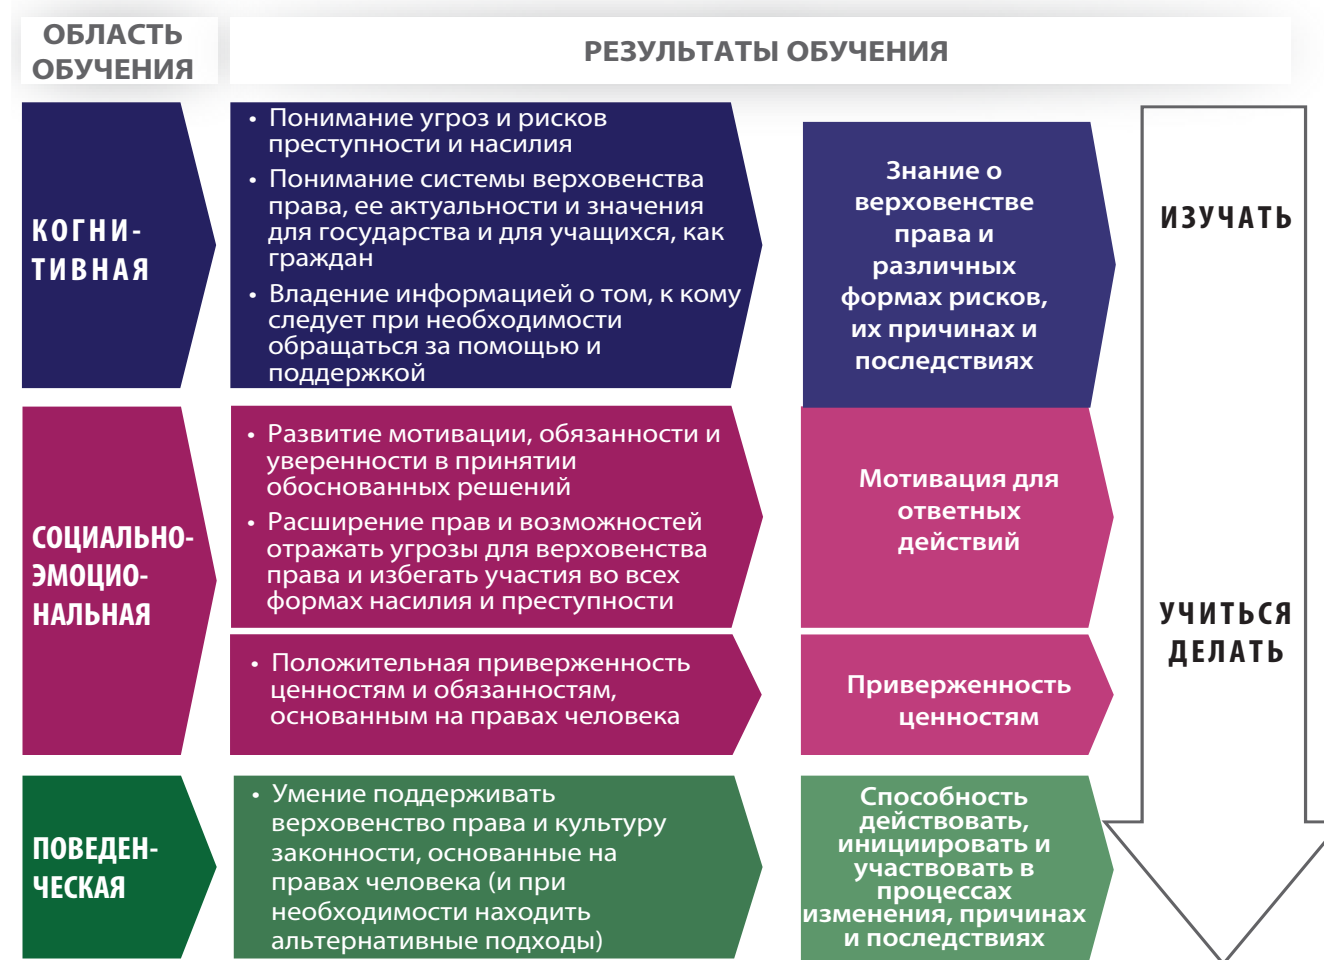 ОБЛАСТЬ
ОБУЧЕНИЯ
РЕЗУЛЬТАТЫ ОБУЧЕНИЯ
КОГНИ-
ТИВНАЯ
• Понимание угроз и рисков
преступности и насилия
• Понимание системы верховенства
права, ее актуальности и значения
для государства и для учащихся, как
граждан
• Владение информацией о том, к кому
следует при необходимости
обращаться за помощью и
поддержкой
Знание о
верховенстве
права и
различных
формах рисков,
их причинах и
последствиях
ИЗУЧАТЬ
СОЦИАЛЬНО-
ЭМОЦИО-
НАЛЬНАЯ
• Развитие мотивации, обязанности и
уверенности в принятии
обоснованных решений
• Расширение прав и возможностей
отражать угрозы для верховенства
права и избегать участия во всех
формах насилия и преступности
Мотивация для
ответных
действий
• Положительная приверженность
ценностям и обязанностям,
основанным на правах человека
Приверженность
ценностям
УЧИТЬСЯ
ДЕЛАТЬ
ПОВЕДЕН-
ЧЕСКАЯ
• Умение поддерживать
верховенство права и культуру
законности, основанные на
правах человека (и при
необходимости находить
альтернативные подходы)
Способность
действовать,
инициировать и
участвовать в
процессах
изменения, причинах
и последствиях